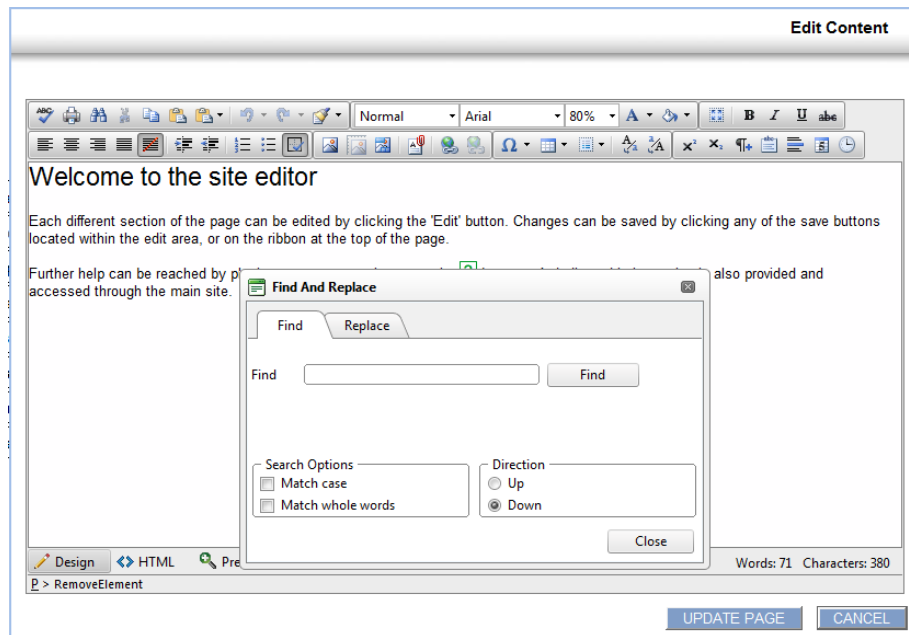 Edit Content
ABC Normal Arial 80% A B I U abc
Ω A Z Z A x² x₂ ¶
Welcome to the site editor
Each different section of the page can be edited by clicking the 'Edit' button. Changes can be saved by clicking any of the save buttons
located within the edit area, or on the ribbon at the top of the page.
Further help can be reached by also provided and
accessed through the main site.
Find And Replace
Find Replace
Find Find
Search Options Direction
Match case Up
Match whole words Down
Close
Design HTML Pre Words: 71 Characters: 380
P > RemoveElement
UPDATE PAGE CANCEL